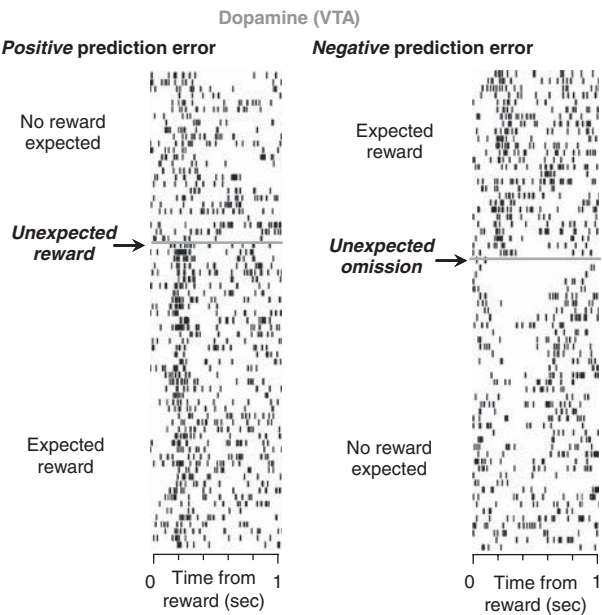 Dopamine (VTA)
Positive prediction error
No reward
expected
Unexpected
reward
Expected
reward
0
1
Time from
reward (sec)
Negative prediction error
Expected
reward
Unexpected
omission
No reward
expected
0
1
Time from
reward (sec)